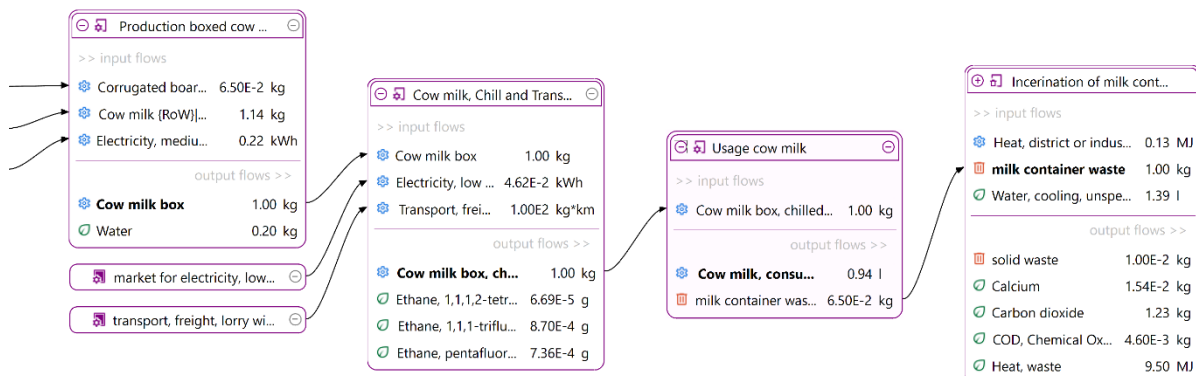 Production boxed cow ...
>> input flows
Corrugated boar... 6.50E-2 kg
Cow milk {RoW}|... 1.14 kg
Electricity, mediu... 0.22 kWh
output flows >>
Cow milk box 1.00 kg
Water 0.20 kg
market for electricity, low...
transport, freight, lorry wi...
Cow milk, Chill and Trans...
>> input flows
Cow milk box 1.00 kg
Electricity, low ... 4.62E-2 kWh
Transport, frei... 1.00E2 kg*km
output flows >>
Cow milk box, ch... 1.00 kg
Ethane, 1,1,1,2-tetr... 6.69E-5 g
Ethane, 1,1,1-triflu... 8.70E-4 g
Ethane, pentafluor... 7.36E-4 g
Usage cow milk
>> input flows
Cow milk box, chilled... 1.00 kg
output flows >>
Cow milk, consu... 0.94 l
milk container was... 6.50E-2 kg
Incerination of milk cont...
>> input flows
Heat, district or indus... 0.13 MJ
milk container waste 1.00 kg
Water, cooling, unspe... 1.39 l
output flows >>
solid waste 1.00E-2 kg
Calcium 1.54E-2 kg
Carbon dioxide 1.23 kg
COD, Chemical Ox... 4.60E-3 kg
Heat, waste 9.50 MJ